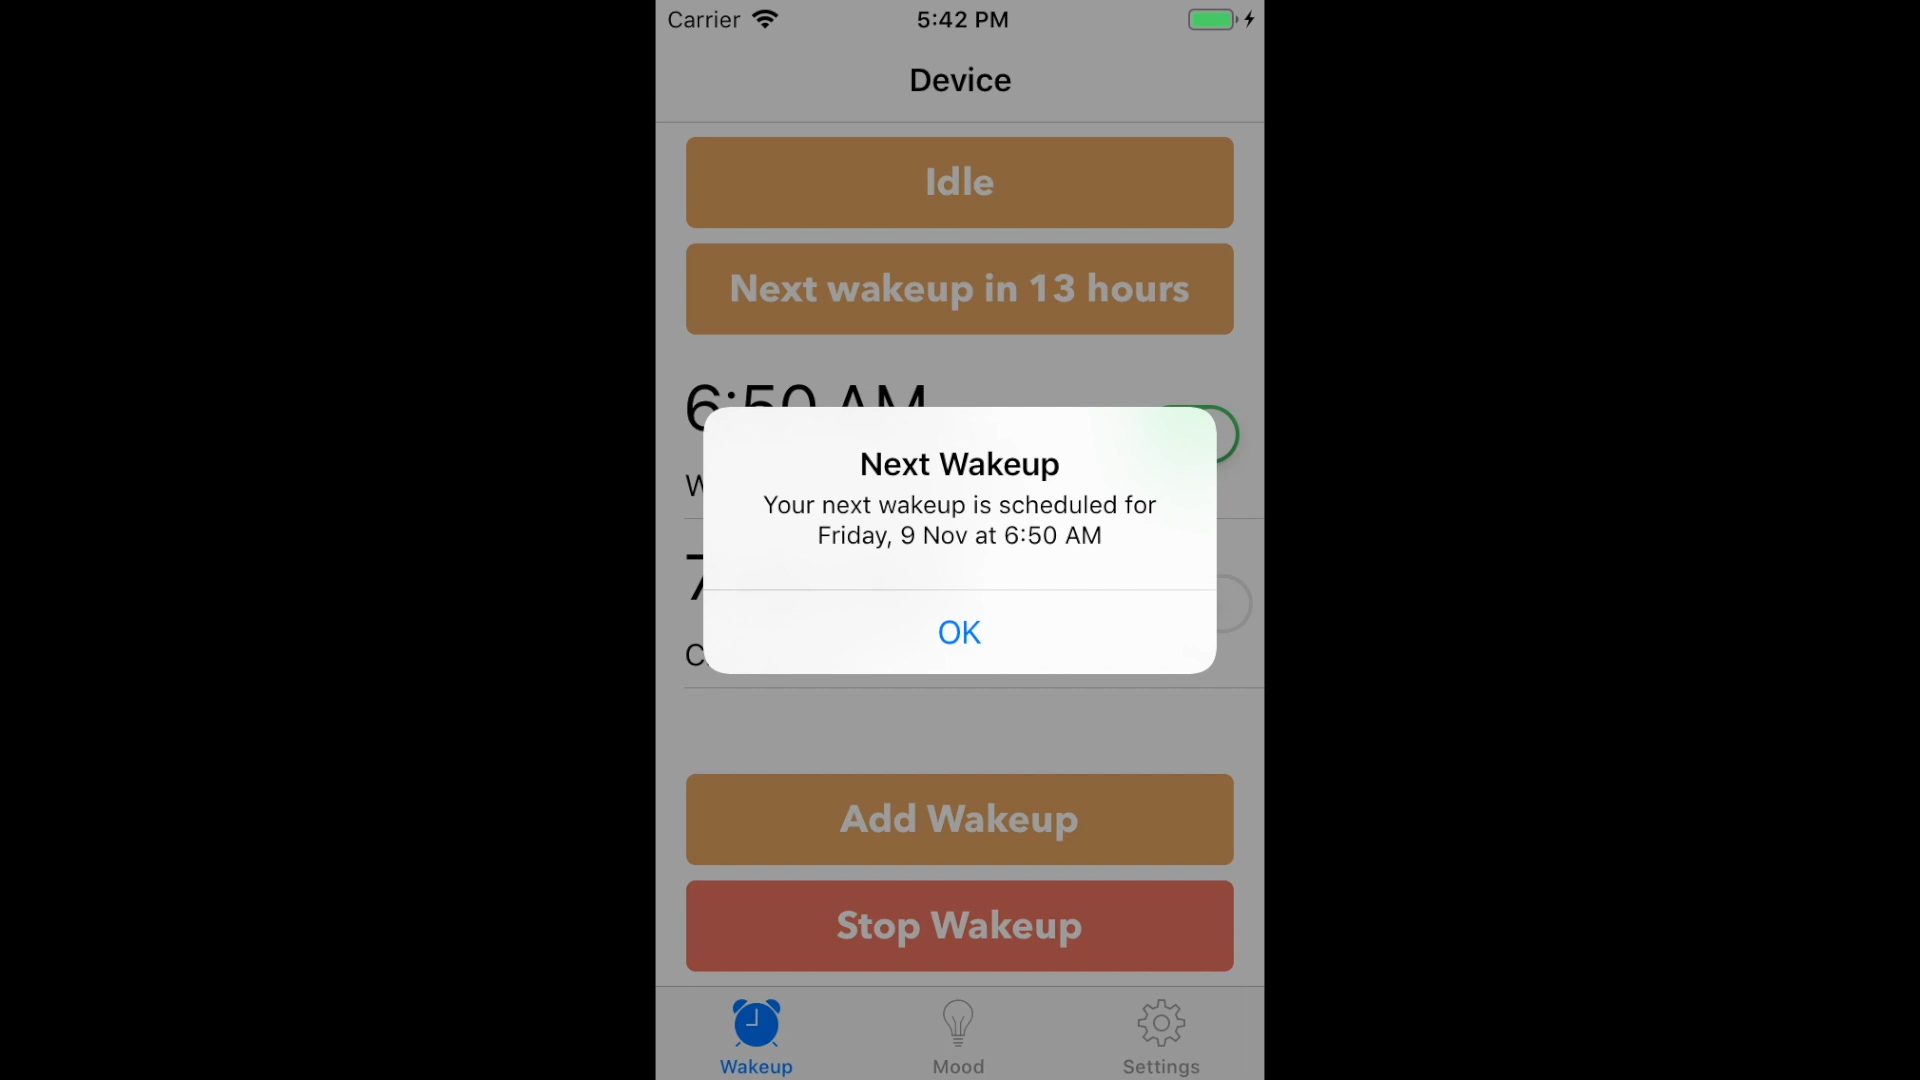 Carrier
5:42 PM
Device
Idle
Next wakeup in 13 hours
6:50 AM
Next Wakeup
Your next wakeup is scheduled for
Friday, 9 Nov at 6:50 AM
OK
Add Wakeup
Stop Wakeup
Wakeup
Mood
Settings